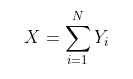 X = \sum_{i=1}^{N} Y_i